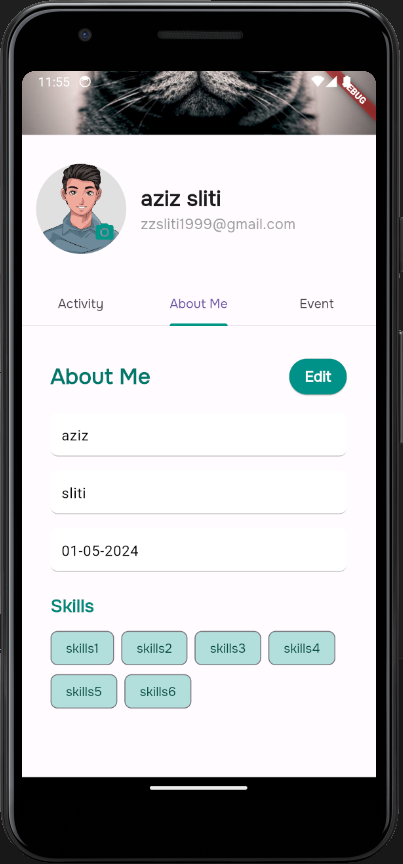 11:55
DEBUG
aziz sliti
zzsliti1999@gmail.com
Activity About Me Event
About Me Edit
aziz
sliti
01-05-2024
Skills
skills1 skills2 skills3 skills4
skills5 skills6